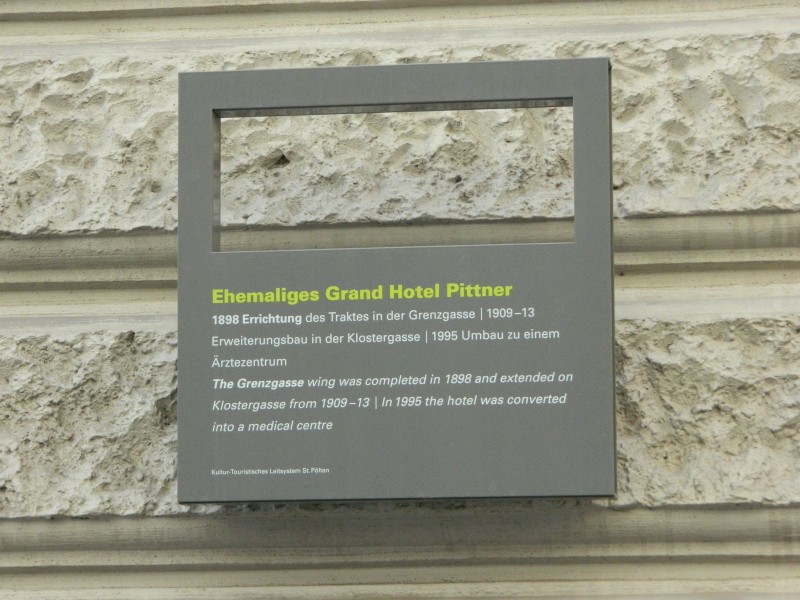 Ehemaliges Grand Hotel Pittner
1898 Errichtung des Traktes in der Grenzgasse | 1909–13
Erweiterungsbau in der Klostergasse | 1995 Umbau zu einem
Ärztezentrum
The Grenzgasse wing was completed in 1898 and extended on
Klostergasse from 1909–13 | In 1995 the hotel was converted
into a medical centre
Kultur-Touristisches Leitsystem St. Pölten